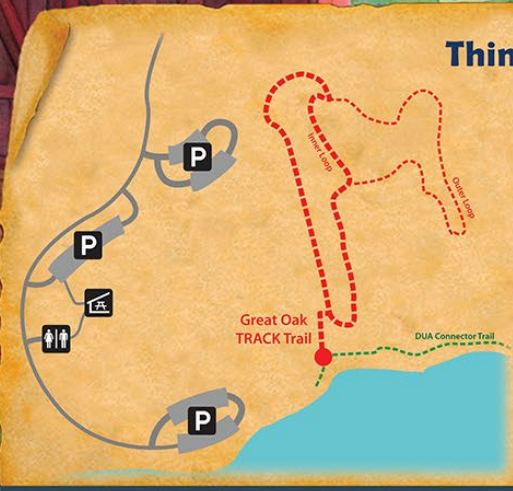 Thin
P
Inner Loop
Outer Loop
P
Great Oak
TRACK Trail
DUA Connector Trail
P